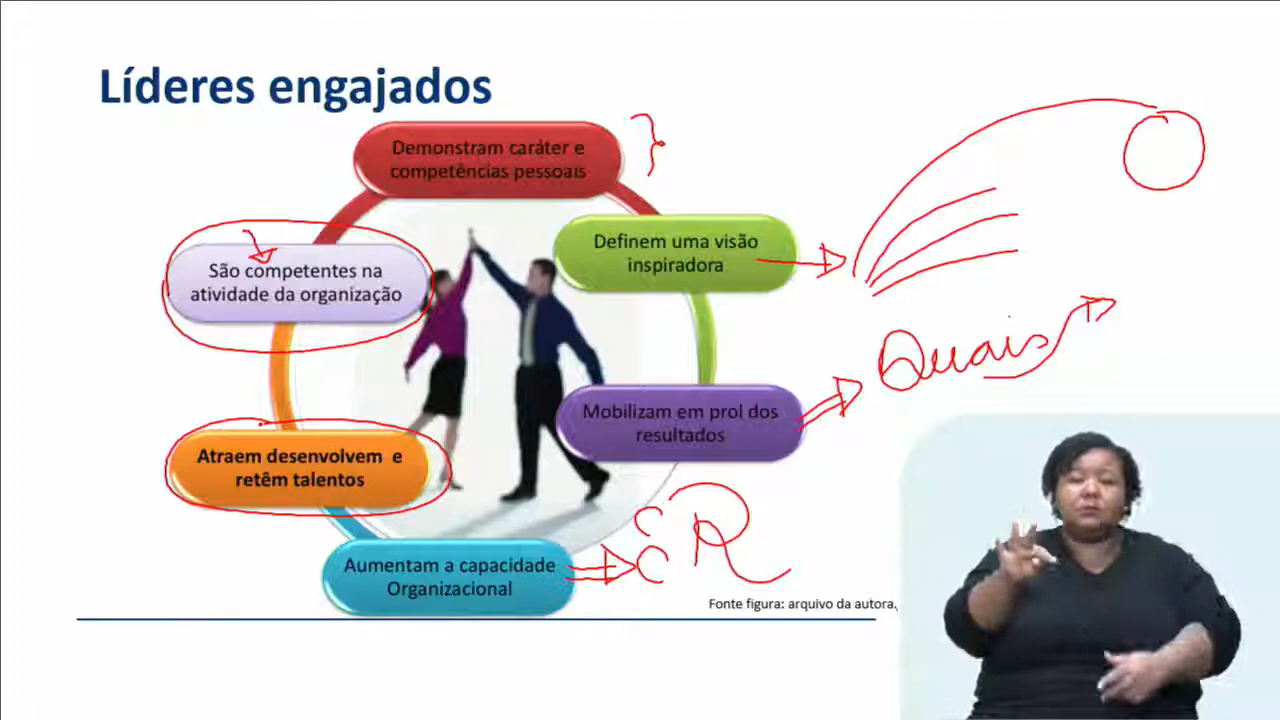 Líderes engajados
Demonstram caráter e
competências pessoais
São competentes na
atividade da organização
Definem uma visão
inspiradora
Quais
Mobilizam em prol dos
resultados
Atraem desenvolvem e
retêm talentos
Aumentam a capacidade
Organizacional
R
Fonte figura: arquivo da autora.